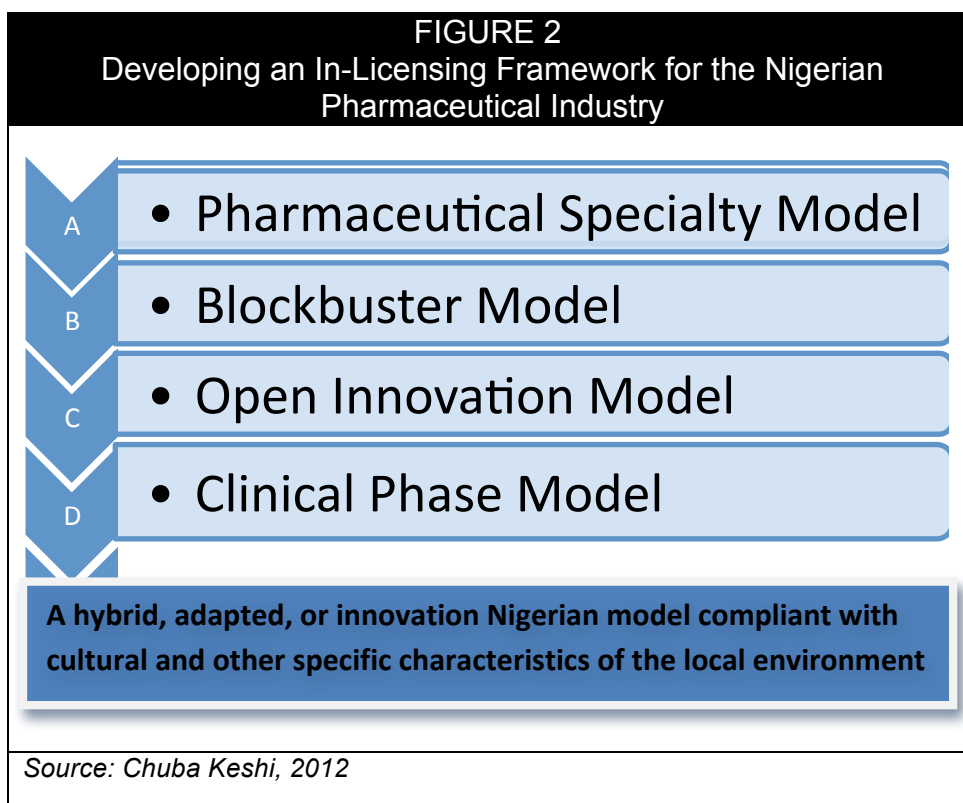 FIGURE 2
Developing an In-Licensing Framework for the Nigerian
Pharmaceutical Industry
A
• Pharmaceutical Specialty Model
B
• Blockbuster Model
C
• Open Innovation Model
D
• Clinical Phase Model
A hybrid, adapted, or innovation Nigerian model compliant with
cultural and other specific characteristics of the local environment
Source: Chuba Keshi, 2012